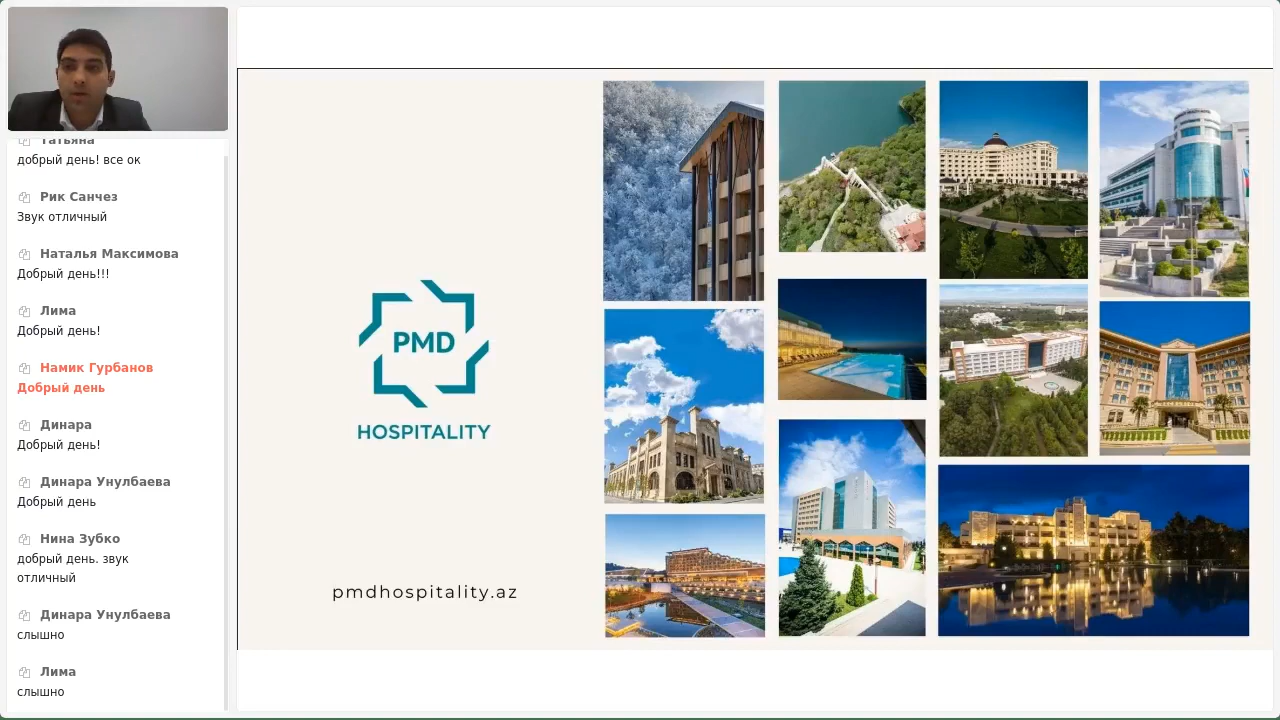 Татьяна
добрый день! все ок
Рик Санчез
Звук отличный
Наталья Максимова
Добрый день!!!
Лима
Добрый день!
Намик Гурбанов
Добрый день
Динара
Добрый день!
Динара Унулбаева
Добрый день
Нина Зубко
добрый день. звук
отличный
Динара Унулбаева
слышно
Лима
слышно
PMD
HOSPITALITY
pmdhospitality.az